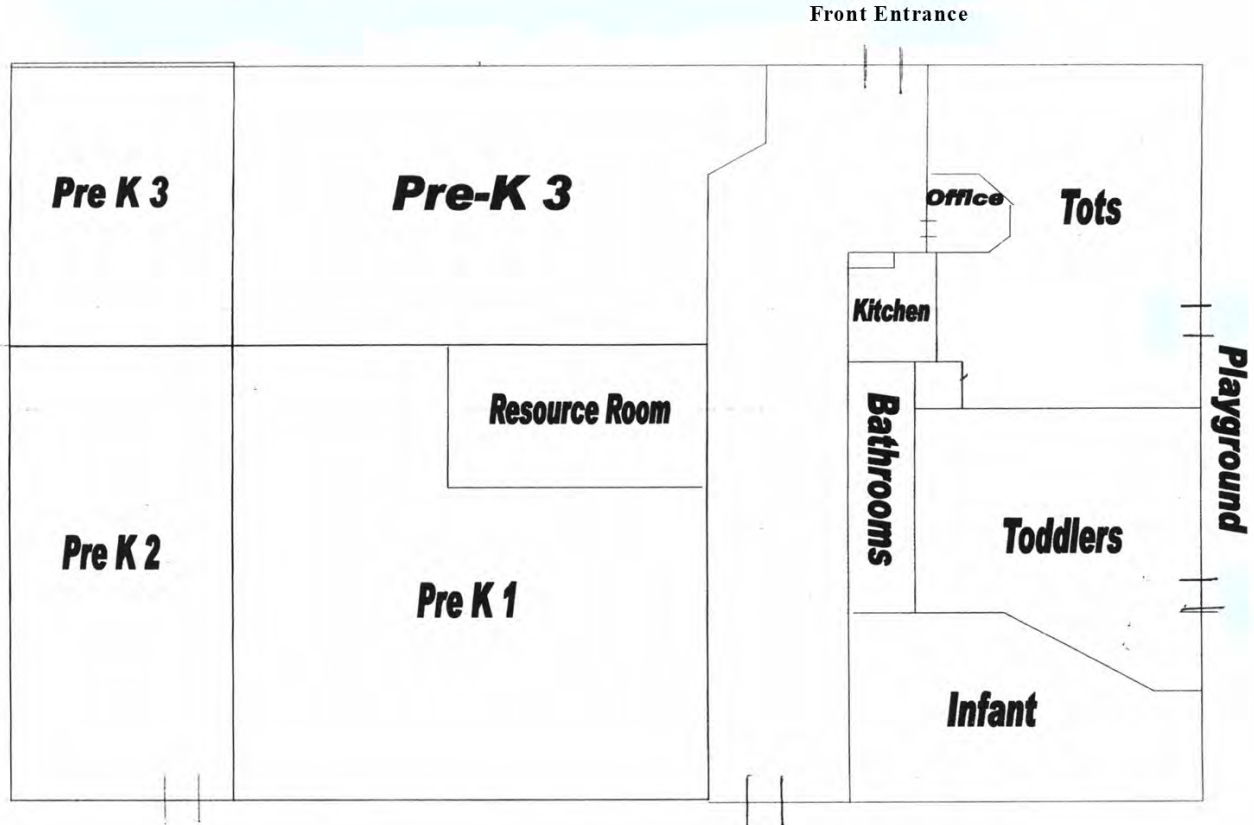 Front Entrance
Pre K 3
Pre-K 3
Office
Tots
Kitchen
Resource Room
Bathrooms
Playground
Pre K 2
Pre K 1
Toddlers
Infant